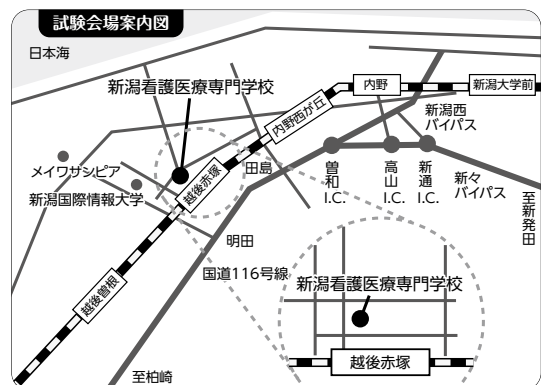 試験会場案内図
日本海
新潟看護医療専門学校
内野
新潟大学前
内野西が丘
新潟西
バイパス
メイワサンピア
新潟国際情報大学
越後赤塚
田島
曽和
I.C.
高山
I.C.
新通
I.C.
新々
バイパス
至新発田
明田
国道116号線
越後曽根
新潟看護医療専門学校
越後赤塚
至柏崎